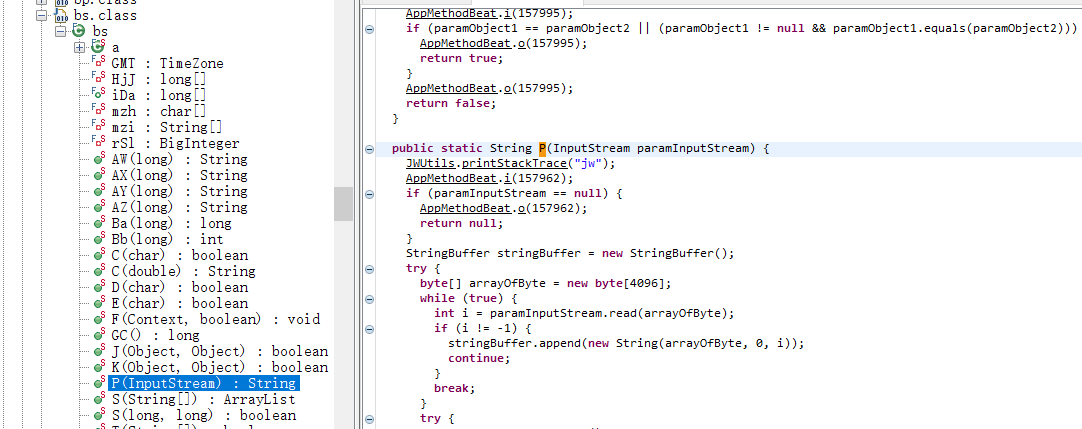 bp.class
bs.class
bs
a
GMT : TimeZone
HjJ : long[]
iDa : long[]
mzh : char[]
mzi : String[]
rSl : BigInteger
AW(long) : String
AX(long) : String
AY(long) : String
AZ(long) : String
Ba(long) : long
Bb(long) : int
C(char) : boolean
C(double) : String
D(char) : boolean
E(char) : boolean
F(Context, boolean) : void
GC() : long
J(Object, Object) : boolean
K(Object, Object) : boolean
P(InputStream) : String
S(String[]) : ArrayList
S(long, long) : boolean
AppMethodBeat.i(157995);
if (paramObject1 == paramObject2 || (paramObject1 != null && paramObject1.equals(paramObject2)))
AppMethodBeat.o(157995);
return true;
}
AppMethodBeat.o(157995);
return false;
}
public static String P(InputStream paramInputStream) {
JWUtils.printStackTrace("jw");
AppMethodBeat.i(157962);
if (paramInputStream == null) {
AppMethodBeat.o(157962);
return null;
}
StringBuffer stringBuffer = new StringBuffer();
try {
byte[] arrayOfByte = new byte[4096];
while (true) {
int i = paramInputStream.read(arrayOfByte);
if (i != -1) {
stringBuffer.append(new String(arrayOfByte, 0, i));
continue;
}
break;
}
try {